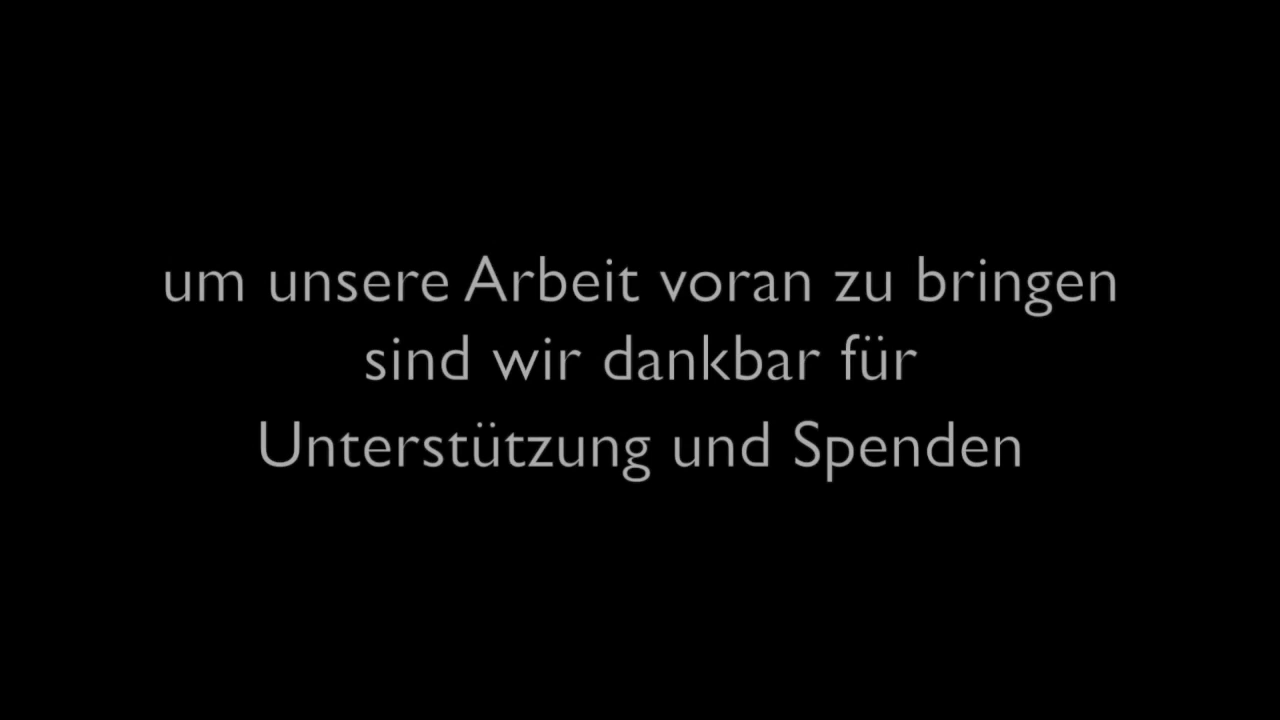 um unsere Arbeit voran zu bringen
sind wir dankbar für
Unterstützung und Spenden